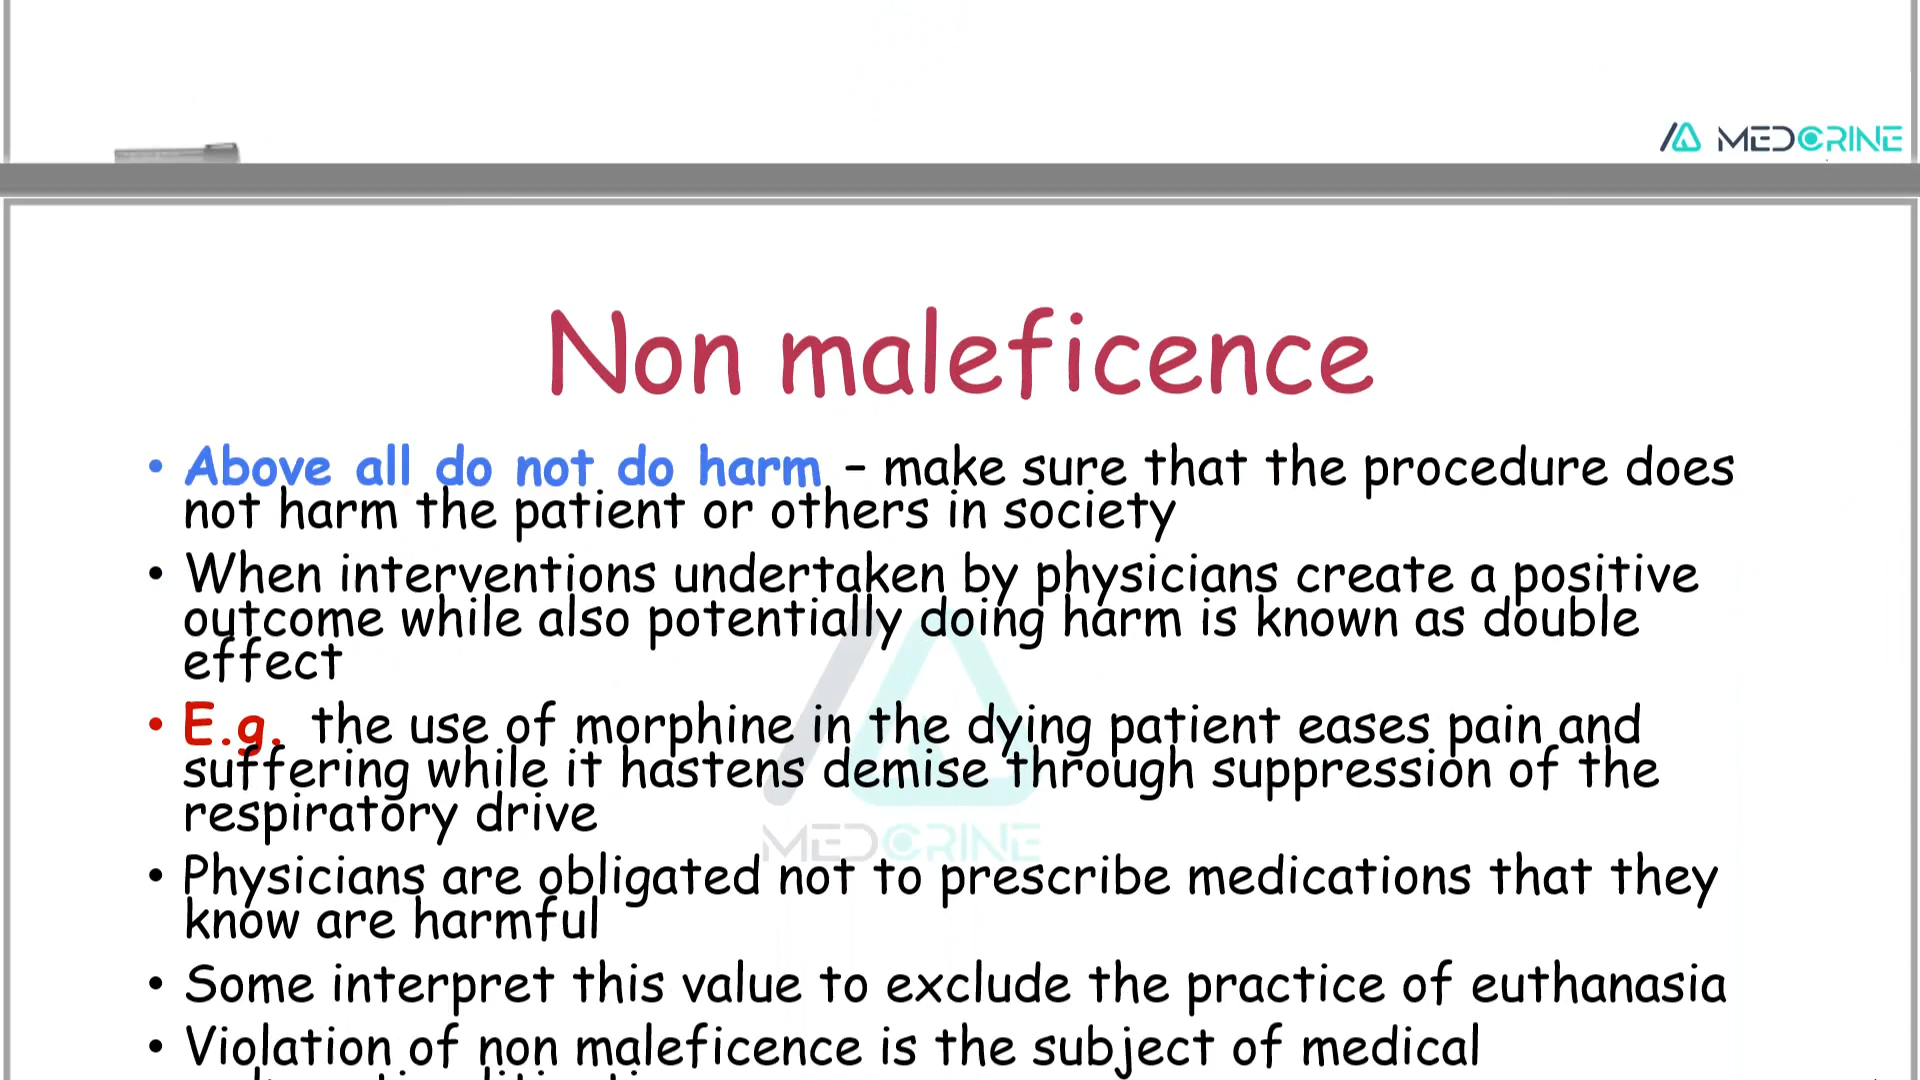 MEDCRINE
Non maleficence
• Above all do not do harm – make sure that the procedure does
not harm the patient or others in society
• When interventions undertaken by physicians create a positive
outcome while also potentially doing harm is known as double
effect
• E.g. the use of morphine in the dying patient eases pain and
suffering while it hastens demise through suppression of the
respiratory drive
MEDCRINE
• Physicians are obligated not to prescribe medications that they
know are harmful
• Some interpret this value to exclude the practice of euthanasia
• Violation of non maleficence is the subject of medical